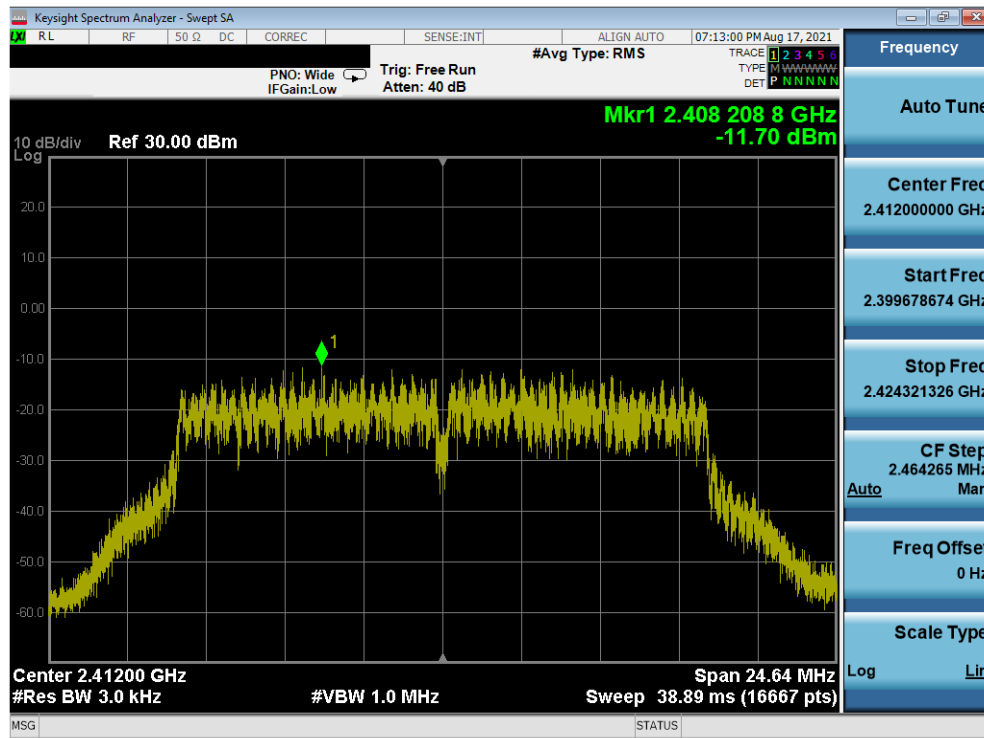 Keysight Spectrum Analyzer - Swept SA
LXI RL RF 50 Ω DC CORREC SENSE:INT ALIGN AUTO 07:13:00 PM Aug 17, 2021
#Avg Type: RMS TRACE 1 2 3 4 5 6
PNO: Wide Trig: Free Run TYPE M WWWWW
IFGain:Low Atten: 40 dB DET P N N N N N
Mkr1 2.408 208 8 GHz
-11.70 dBm
10 dB/div Ref 30.00 dBm
Log
20.0
10.0
0.00
-10.0
-20.0
-30.0
-40.0
-50.0
-60.0
1
Center 2.41200 GHz Span 24.64 MHz
#Res BW 3.0 kHz #VBW 1.0 MHz Sweep 38.89 ms (16667 pts)
MSG STATUS
Frequency
Auto Tune
Center Freq
2.412000000 GHz
Start Freq
2.399678674 GHz
Stop Freq
2.424321326 GHz
CF Step
2.464265 MHz
Auto Man
Freq Offset
0 Hz
Scale Type
Log Lin